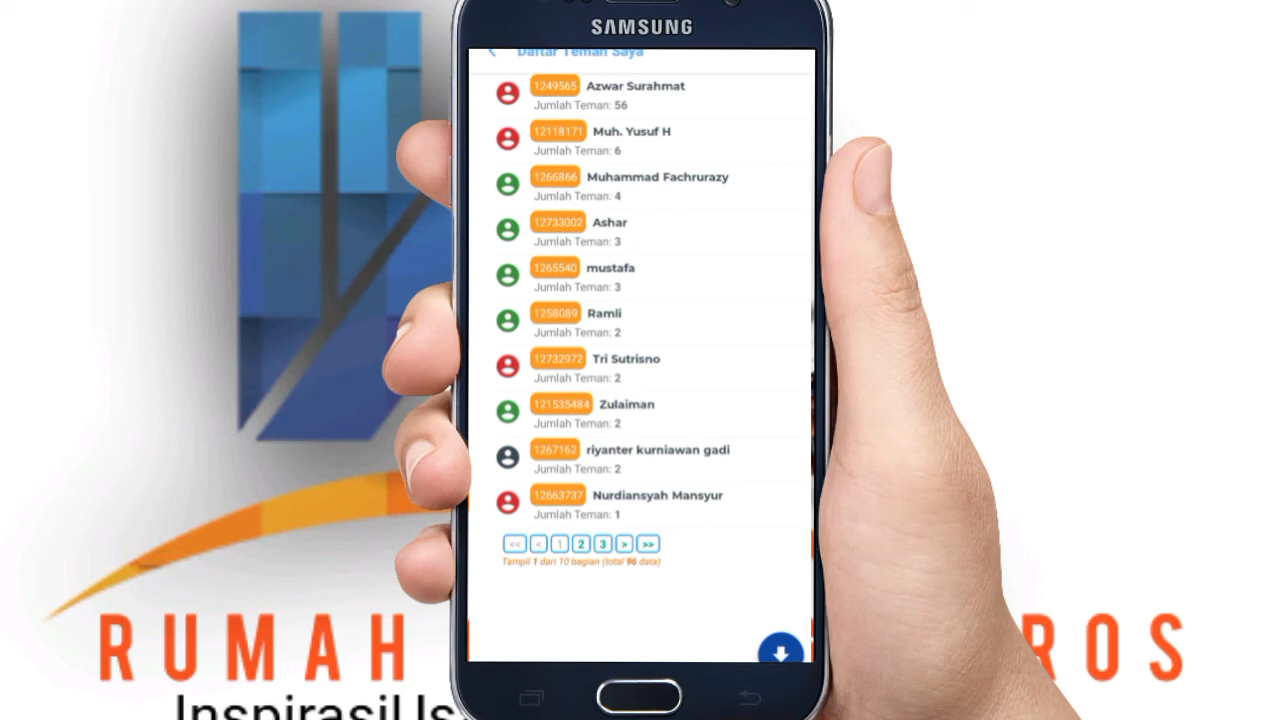 SAMSUNG
Daftar Teman Saya
1249565 Azwar Surahmat
Jumlah Teman: 56
12118171 Muh. Yusuf H
Jumlah Teman: 6
1266866 Muhammad Fachrurazy
Jumlah Teman: 4
12733002 Ashar
Jumlah Teman: 3
1265540 mustafa
Jumlah Teman: 3
1258089 Ramli
Jumlah Teman: 2
12732972 Tri Sutrisno
Jumlah Teman: 2
121535484 Zulaiman
Jumlah Teman: 2
1267162 riyanter kurniawan gadi
Jumlah Teman: 2
12663737 Nurdiansyah Mansyur
Jumlah Teman: 1
<< < 1 2 3 > >>
Tampil 1 dari 10 bagian (total 96 data)
RUMAH ROS
InspirasiUs